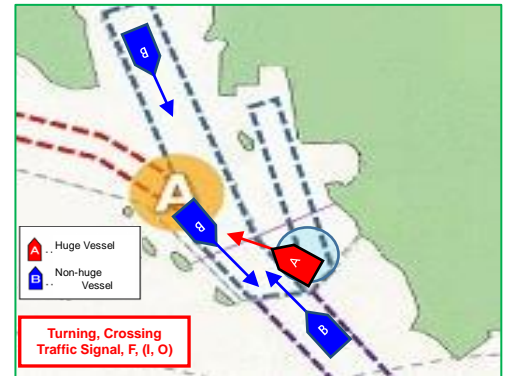 B
A
B
A
B
A .. Huge Vessel
B .. Non-huge
Vessel
Turning, Crossing
Traffic Signal, F, (I, O)